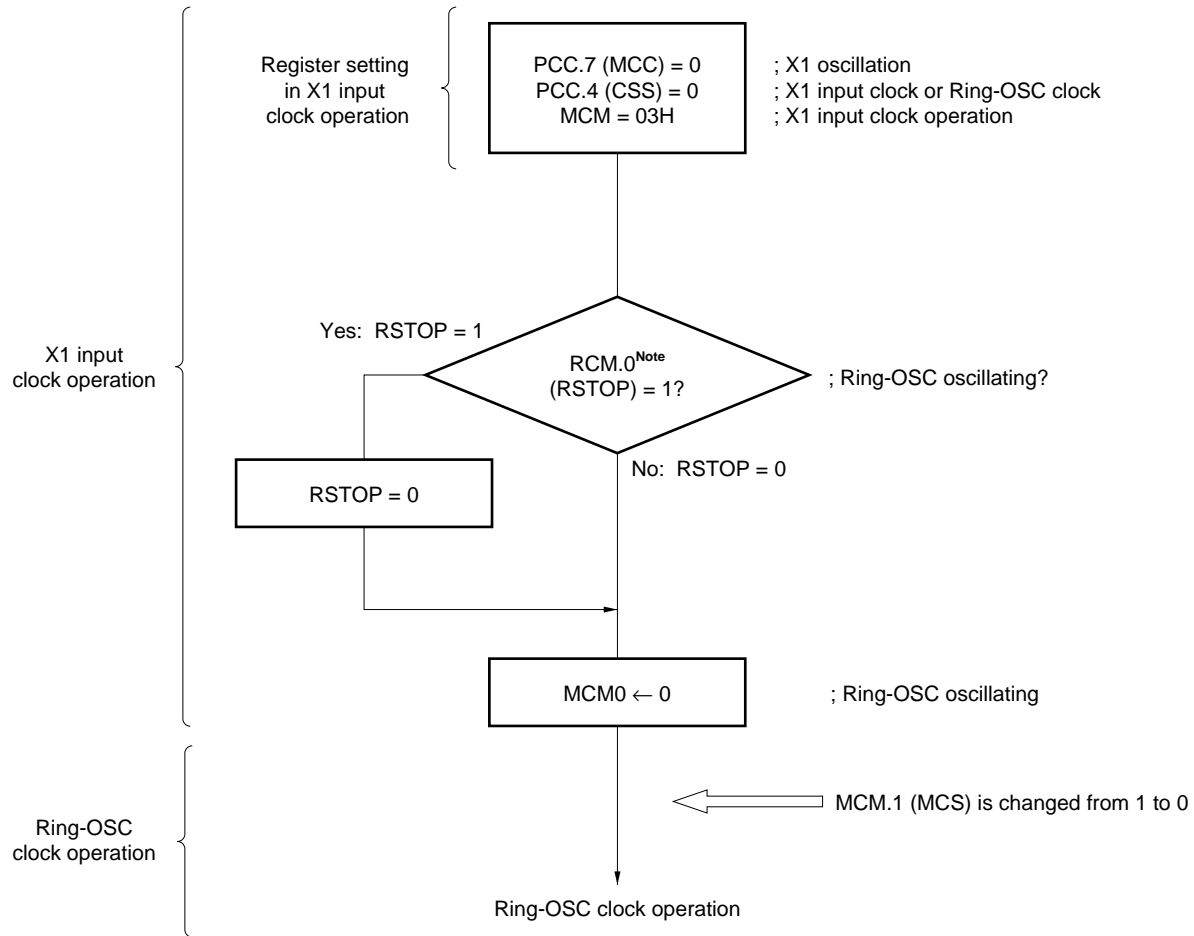 Register setting
in X1 input
clock operation
PCC.7 (MCC) = 0
PCC.4 (CSS) = 0
MCM = 03H
; X1 oscillation
; X1 input clock or Ring-OSC clock
; X1 input clock operation
X1 input
clock operation
Yes: RSTOP = 1
RCM.0Note
(RSTOP) = 1?
; Ring-OSC oscillating?
No: RSTOP = 0
RSTOP = 0
MCM0 ← 0
; Ring-OSC oscillating
MCM.1 (MCS) is changed from 1 to 0
Ring-OSC
clock operation
Ring-OSC clock operation